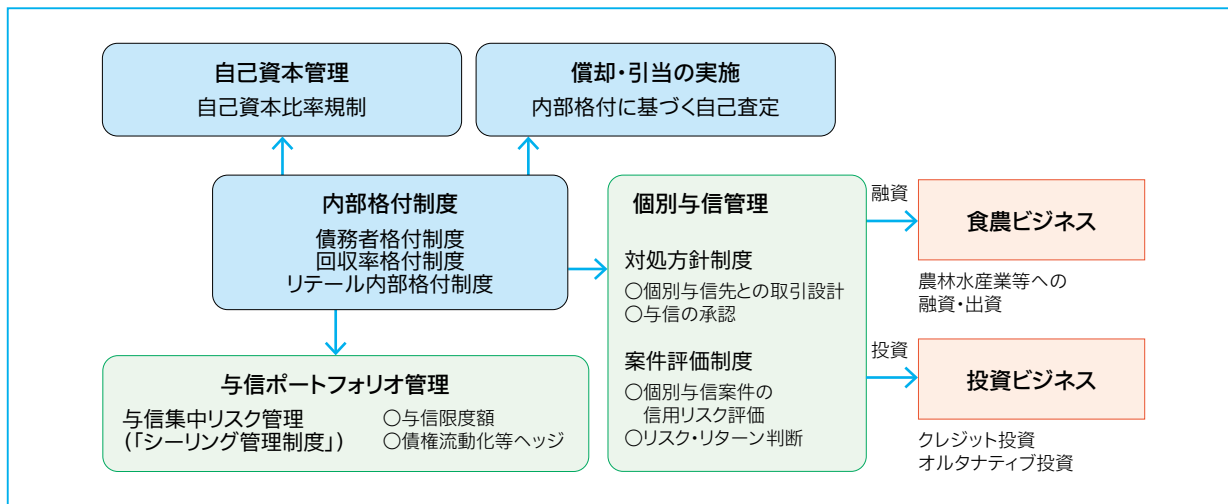 自己資本管理
自己資本比率規制
償却・引当の実施
内部格付に基づく自己査定
内部格付制度
債務者格付制度
回収率格付制度
リテール内部格付制度
与信ポートフォリオ管理
与信集中リスク管理
(「シーリング管理制度」)
○与信限度額
○債権流動化等ヘッジ
個別与信管理
対処方針制度
○個別与信先との取引設計
○与信の承認
案件評価制度
○個別与信案件の
信用リスク評価
○リスク・リターン判断
融資
食農ビジネス
農林水産業等への
融資・出資
投資
投資ビジネス
クレジット投資
オルタナティブ投資